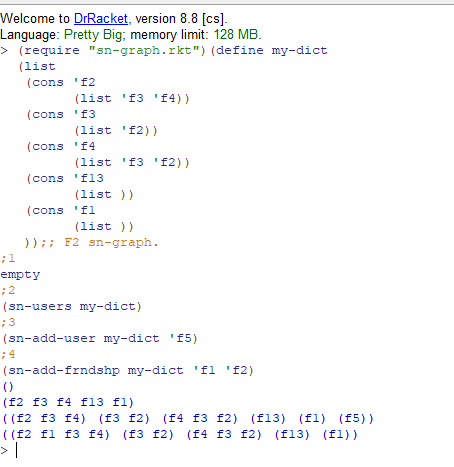 Welcome to DrRacket, version 8.8 [cs].
Language: Pretty Big; memory limit: 128 MB.
> (require "sn-graph.rkt")(define my-dict
  (list
   (cons 'f2
         (list 'f3 'f4))
   (cons 'f3
         (list 'f2))
   (cons 'f4
         (list 'f3 'f2))
   (cons 'f13
         (list ))
   (cons 'f1
         (list ))
   ));; F2 sn-graph.
;1
empty
;2
(sn-users my-dict)
;3
(sn-add-user my-dict 'f5)
;4
(sn-add-frndshp my-dict 'f1 'f2)
()
(f2 f3 f4 f13 f1)
((f2 f3 f4) (f3 f2) (f4 f3 f2) (f13) (f1) (f5))
((f2 f1 f3 f4) (f3 f2) (f4 f3 f2) (f13) (f1))
>